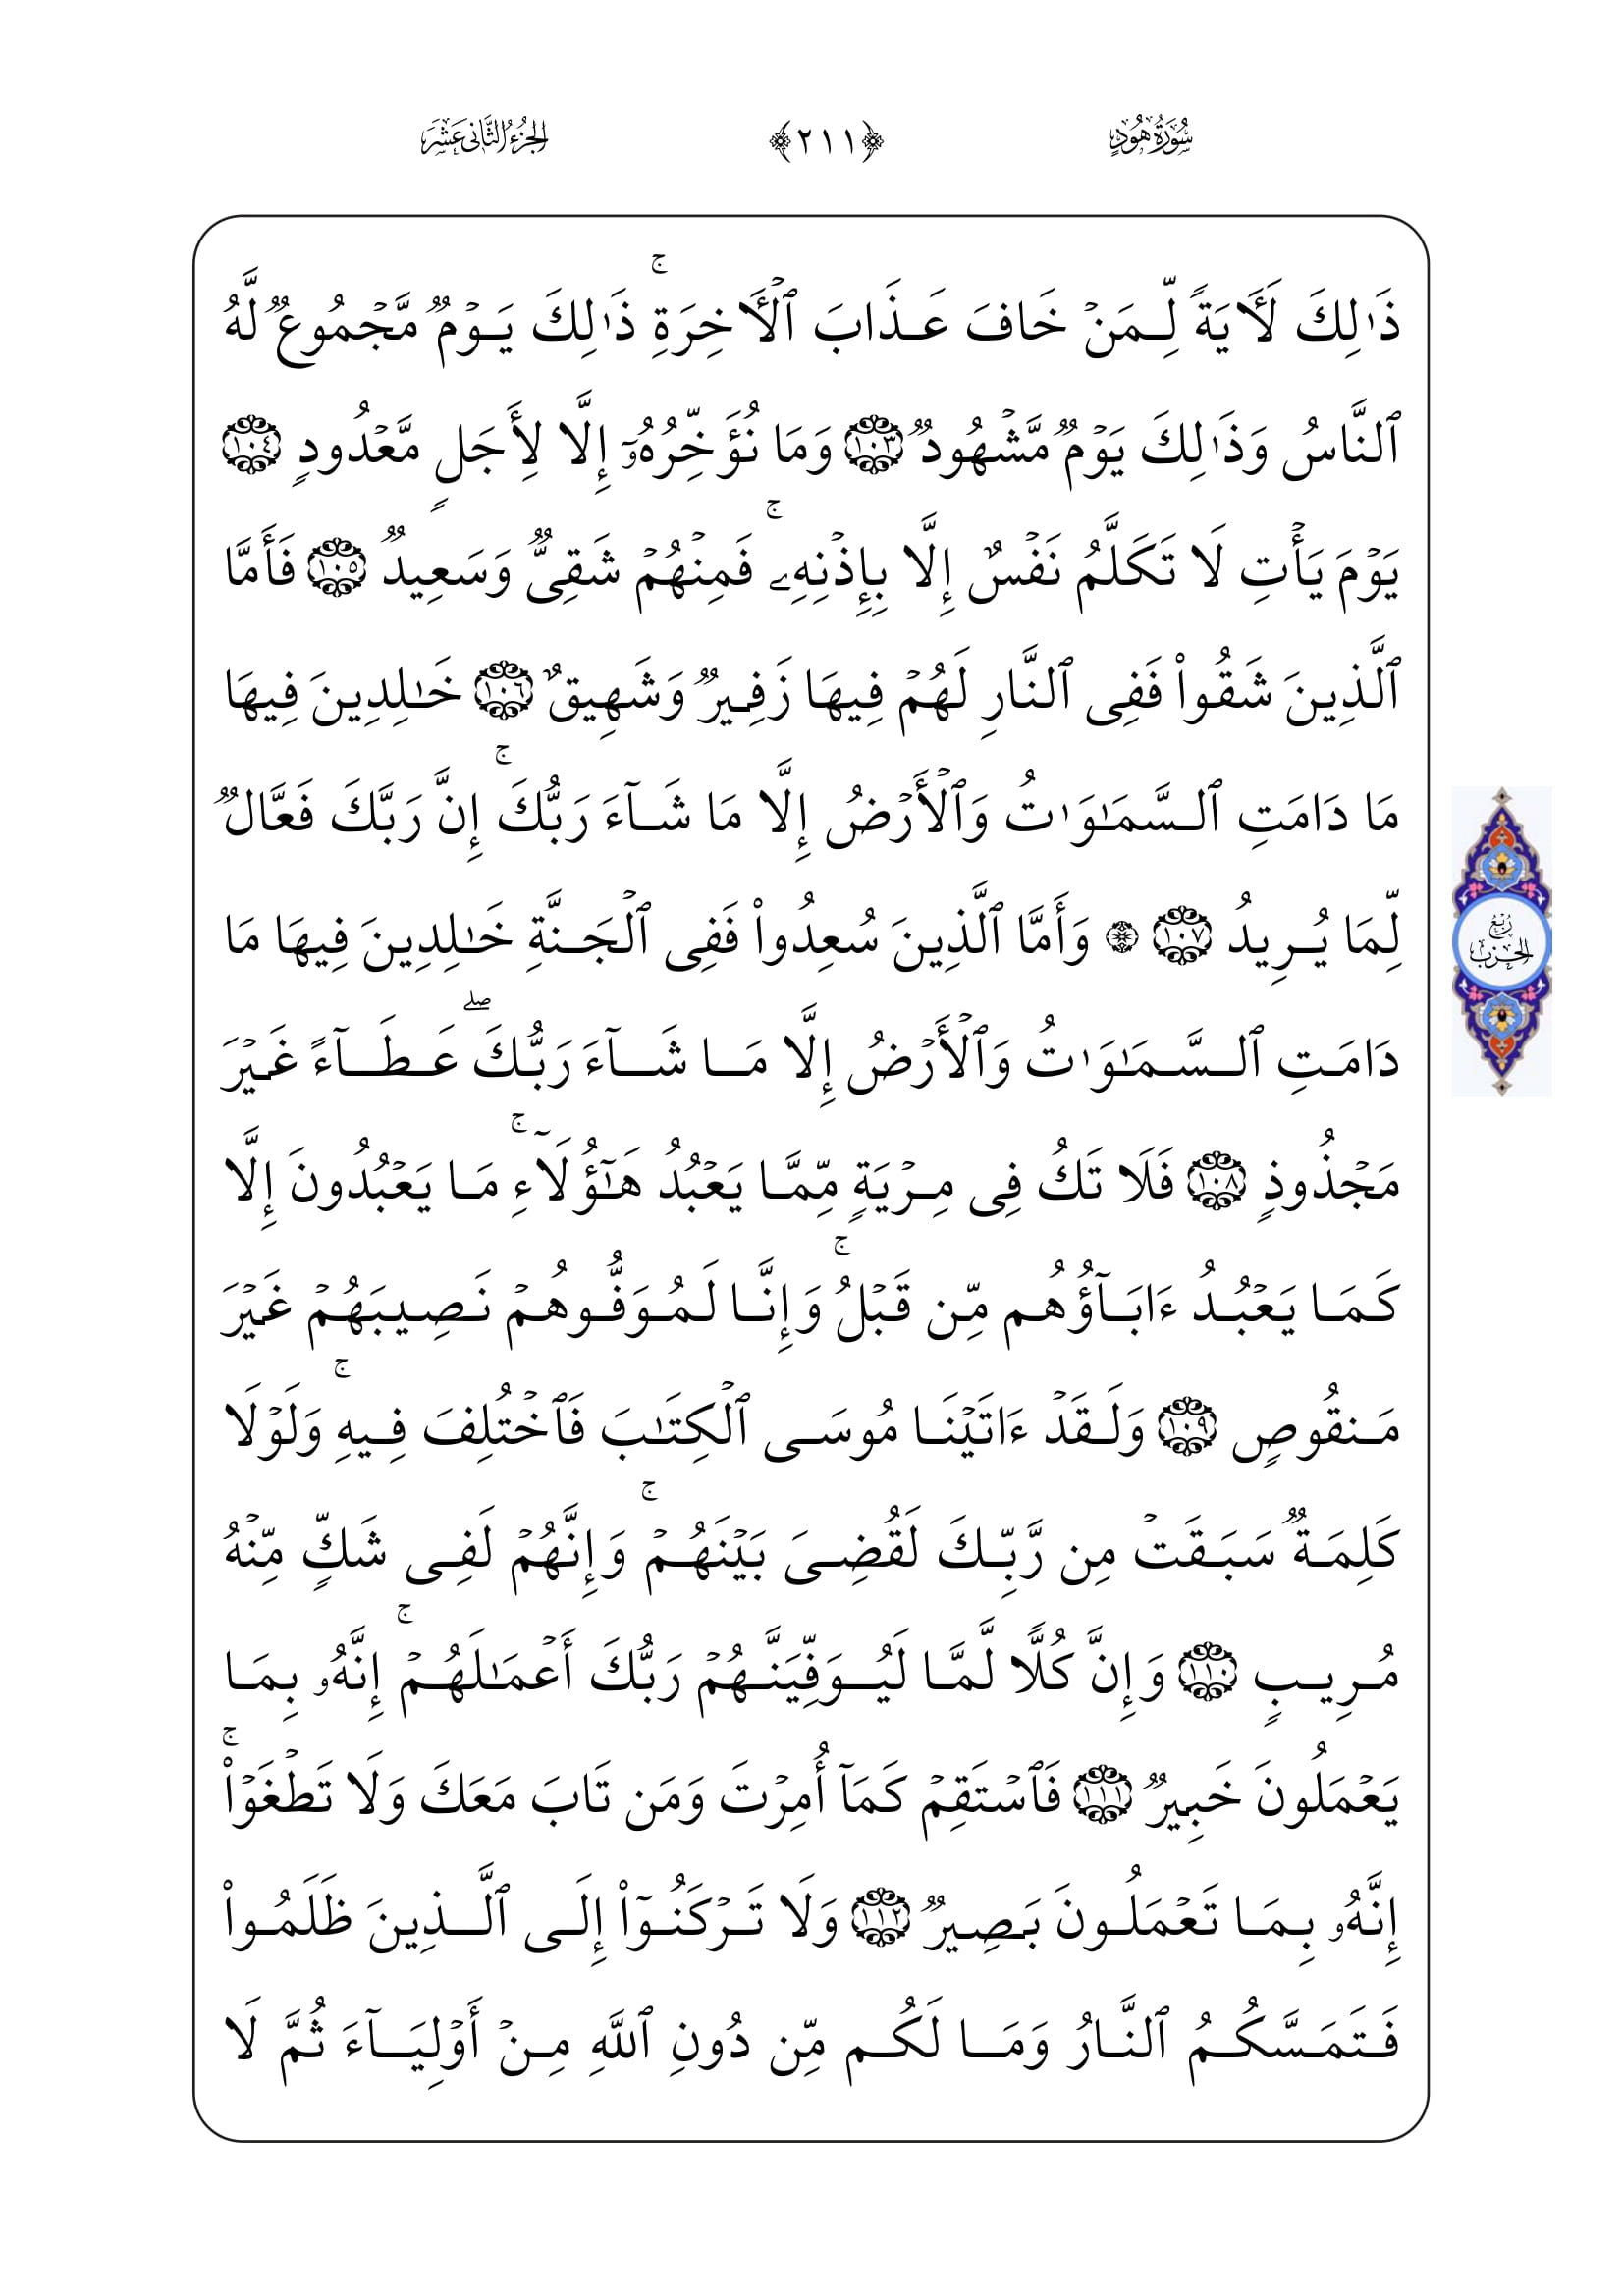 سُورَةُ هُودٍ ٢١١ الجُزْءُ الثَّانِي عَشَرَ
ذَٰلِكَ لَأٓيَةً لِّمَنۡ خَافَ عَذَابَ ٱلۡأٓخِرَةِۚ ذَٰلِكَ يَوۡمٞ مَّجۡمُوعٞ لَّهُ
ٱلنَّاسُ وَذَٰلِكَ يَوۡمٞ مَّشۡهُودٞ ١٠٣ وَمَا نُؤَخِّرُهُۥٓ إِلَّا لِأَجَلٖ مَّعۡدُودٖ ١٠٤
يَوۡمَ يَأۡتِ لَا تَكَلَّمُ نَفۡسٌ إِلَّا بِإِذۡنِهِۦۚ فَمِنۡهُمۡ شَقِيّٞ وَسَعِيدٞ ١٠٥ فَأَمَّا
ٱلَّذِينَ شَقُواْ فَفِي ٱلنَّارِ لَهُمۡ فِيهَا زَفِيرٞ وَشَهِيقٌ ١٠٦ خَٰلِدِينَ فِيهَا
مَا دَامَتِ ٱلسَّمَٰوَٰتُ وَٱلۡأَرۡضُ إِلَّا مَا شَآءَ رَبُّكَۚ إِنَّ رَبَّكَ فَعَّالٞ
لِّمَا يُرِيدُ ١٠٧ ۞ وَأَمَّا ٱلَّذِينَ سُعِدُواْ فَفِي ٱلۡجَنَّةِ خَٰلِدِينَ فِيهَا مَا
رُبْعُ
الحِزْبِ
دَامَتِ ٱلسَّمَٰوَٰتُ وَٱلۡأَرۡضُ إِلَّا مَا شَآءَ رَبُّكَۖ عَطَآءً غَيۡرَ
مَجۡذُوذٖ ١٠٨ فَلَا تَكُ فِي مِرۡيَةٖ مِّمَّا يَعۡبُدُ هَٰٓؤُلَآءِۚ مَا يَعۡبُدُونَ إِلَّا
كَمَا يَعۡبُدُ ءَابَآؤُهُم مِّن قَبۡلُۚ وَإِنَّا لَمُوَفُّوهُمۡ نَصِيبَهُمۡ غَيۡرَ
مَنقُوصٖ ١٠٩ وَلَقَدۡ ءَاتَيۡنَا مُوسَى ٱلۡكِتَٰبَ فَٱخۡتُلِفَ فِيهِۚ وَلَوۡلَا
كَلِمَةٞ سَبَقَتۡ مِن رَّبِّكَ لَقُضِيَ بَيۡنَهُمۡۚ وَإِنَّهُمۡ لَفِي شَكّٖ مِّنۡهُ
مُرِيبٖ ١١٠ وَإِنَّ كُلّٗا لَّمَّا لَيُوَفِّيَنَّهُمۡ رَبُّكَ أَعۡمَٰلَهُمۡۚ إِنَّهُۥ بِمَا
يَعۡمَلُونَ خَبِيرٞ ١١١ فَٱسۡتَقِمۡ كَمَآ أُمِرۡتَ وَمَن تَابَ مَعَكَ وَلَا تَطۡغَوۡاْۚ
إِنَّهُۥ بِمَا تَعۡمَلُونَ بَصِيرٞ ١١٢ وَلَا تَرۡكَنُوٓاْ إِلَى ٱلَّذِينَ ظَلَمُواْ
فَتَمَسَّكُمُ ٱلنَّارُ وَمَا لَكُم مِّن دُونِ ٱللَّهِ مِنۡ أَوۡلِيَآءَ ثُمَّ لَا